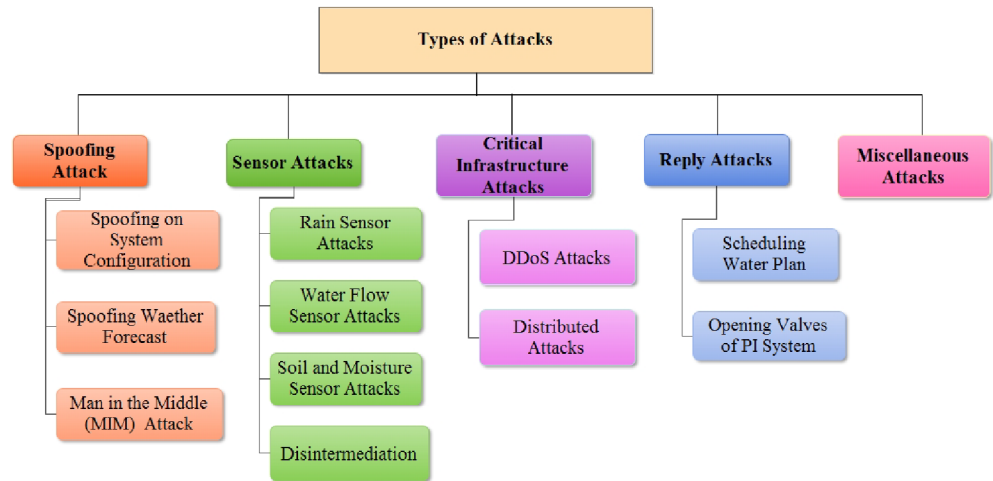 Types of Attacks
Spoofing
Attack
Sensor Attacks
Critical
Infrastructure
Attacks
Reply Attacks
Miscellaneous
Attacks
Spoofing on
System
Configuration
Spoofing Waether
Forecast
Man in the Middle
(MIM) Attack
Rain Sensor
Attacks
Water Flow
Sensor Attacks
Soil and Moisture
Sensor Attacks
Disintermediation
DDoS Attacks
Distributed
Attacks
Scheduling
Water Plan
Opening Valves
of PI System